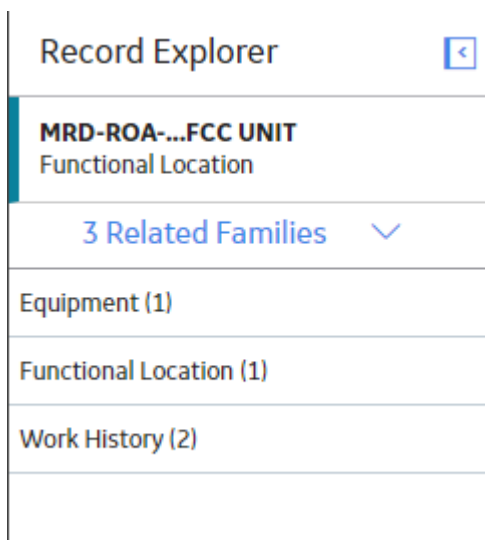 Record Explorer
MRD-ROA-...FCC UNIT
Functional Location
3 Related Families
Equipment (1)
Functional Location (1)
Work History (2)